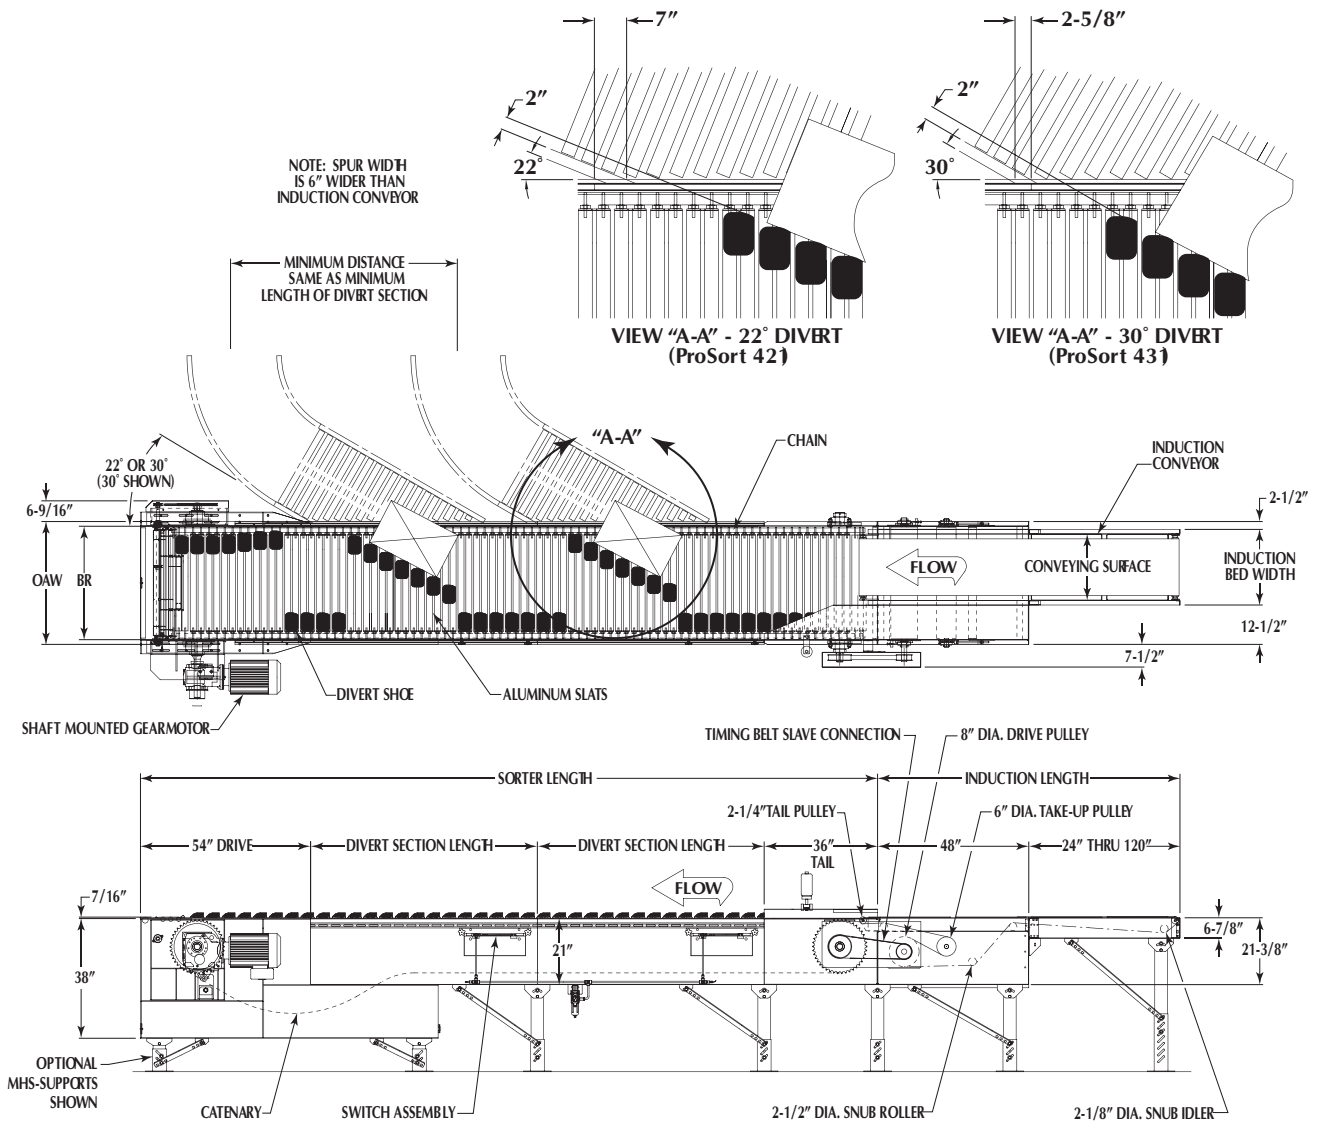 7”
2-5/8”
2”
22°
2”
30°
NOTE: SPUR WIDTH
IS 6” WIDER THAN
INDUCTION CONVEYOR
MINIMUM DISTANCE
SAME AS MINIMUM
LENGTH OF DIVERT SECTION
VIEW “A-A” - 22° DIVERT
(ProSort 421)
VIEW “A-A” - 30° DIVERT
(ProSort 431)
“A-A”
CHAIN
INDUCTION
CONVEYOR
22° OR 30°
(30° SHOWN)
6-9/16”
2-1/2”
OAW
BR
FLOW
CONVEYING SURFACE
INDUCTION
BED WIDTH
12-1/2”
7-1/2”
DIVERT SHOE
ALUMINUM SLATS
SHAFT MOUNTED GEARMOTOR
TIMING BELT SLAVE CONNECTION
8” DIA. DRIVE PULLEY
SORTER LENGTH
INDUCTION LENGTH
2-1/4”TAIL PULLEY
6” DIA. TAKE-UP PULLEY
54” DRIVE
DIVERT SECTION LENGTH
DIVERT SECTION LENGTH
36”
TAIL
48”
24” THRU 120”
FLOW
7/16”
38”
21”
6-7/8”
21-3/8”
OPTIONAL
MHS-SUPPORTS
SHOWN
CATENARY
SWITCH ASSEMBLY
2-1/2” DIA. SNUB ROLLER
2-1/8” DIA. SNUB IDLER